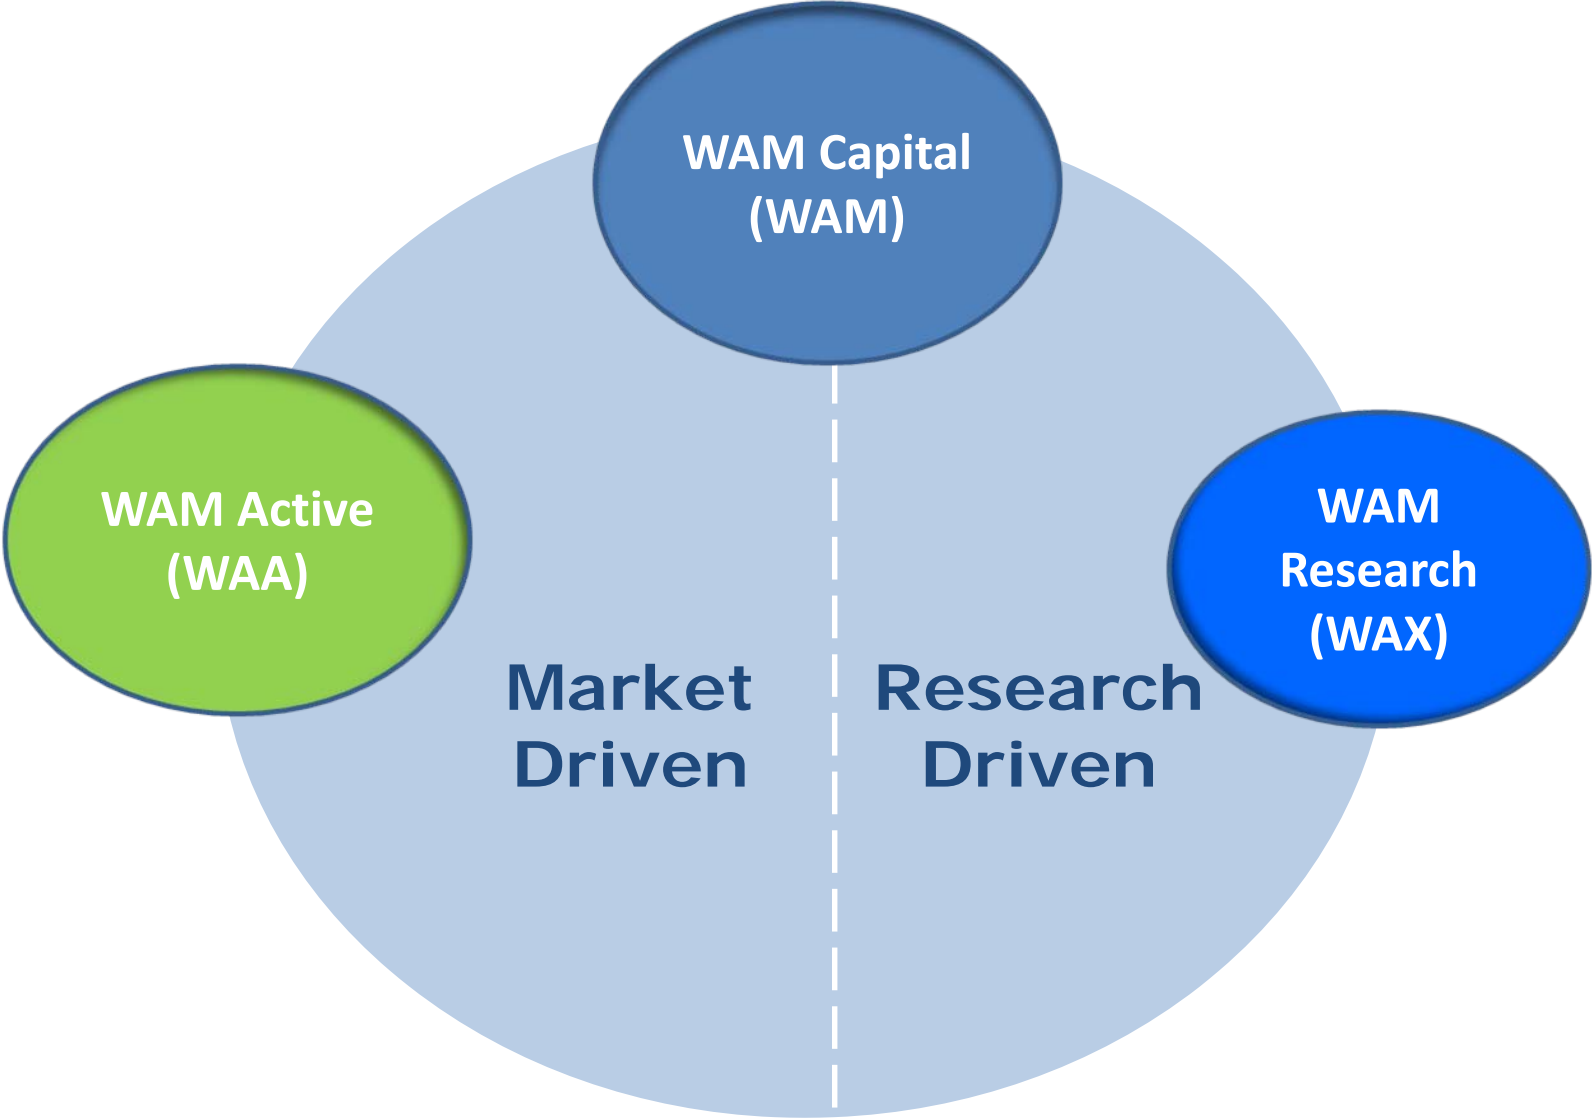 WAM Capital
(WAM)
WAM Active
(WAA)
WAM
Research
(WAX)
Market
Driven
Research
Driven